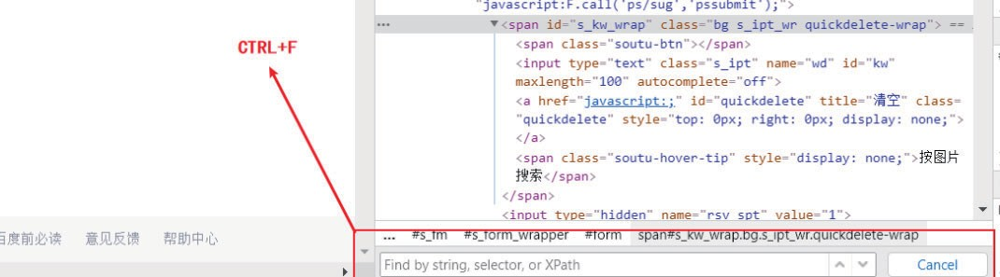 "javascript:F.call('ps/sug','pssubmit');">
CTRL+F
… ▼<span id="s_kw_wrap" class="bg s_ipt_wr quickdelete-wrap"> ==
<span class="soutu-btn"></span>
<input type="text" class="s_ipt" name="wd" id="kw"
maxlength="100" autocomplete="off">
<a href="javascript:;" id="quickdelete" title="清空" class=
"quickdelete" style="top: 0px; right: 0px; display: none;">
</a>
<span class="soutu-hover-tip" style="display: none;">按图片
搜索</span>
</span>
<input type="hidden" name="rsv_spt" value="1">
百度前必读 意见反馈 帮助中心
… #s_fm #s_form_wrapper #form span#s_kw_wrap.bg.s_ipt_wr.quickdelete-wrap
Find by string, selector, or XPath
Cancel